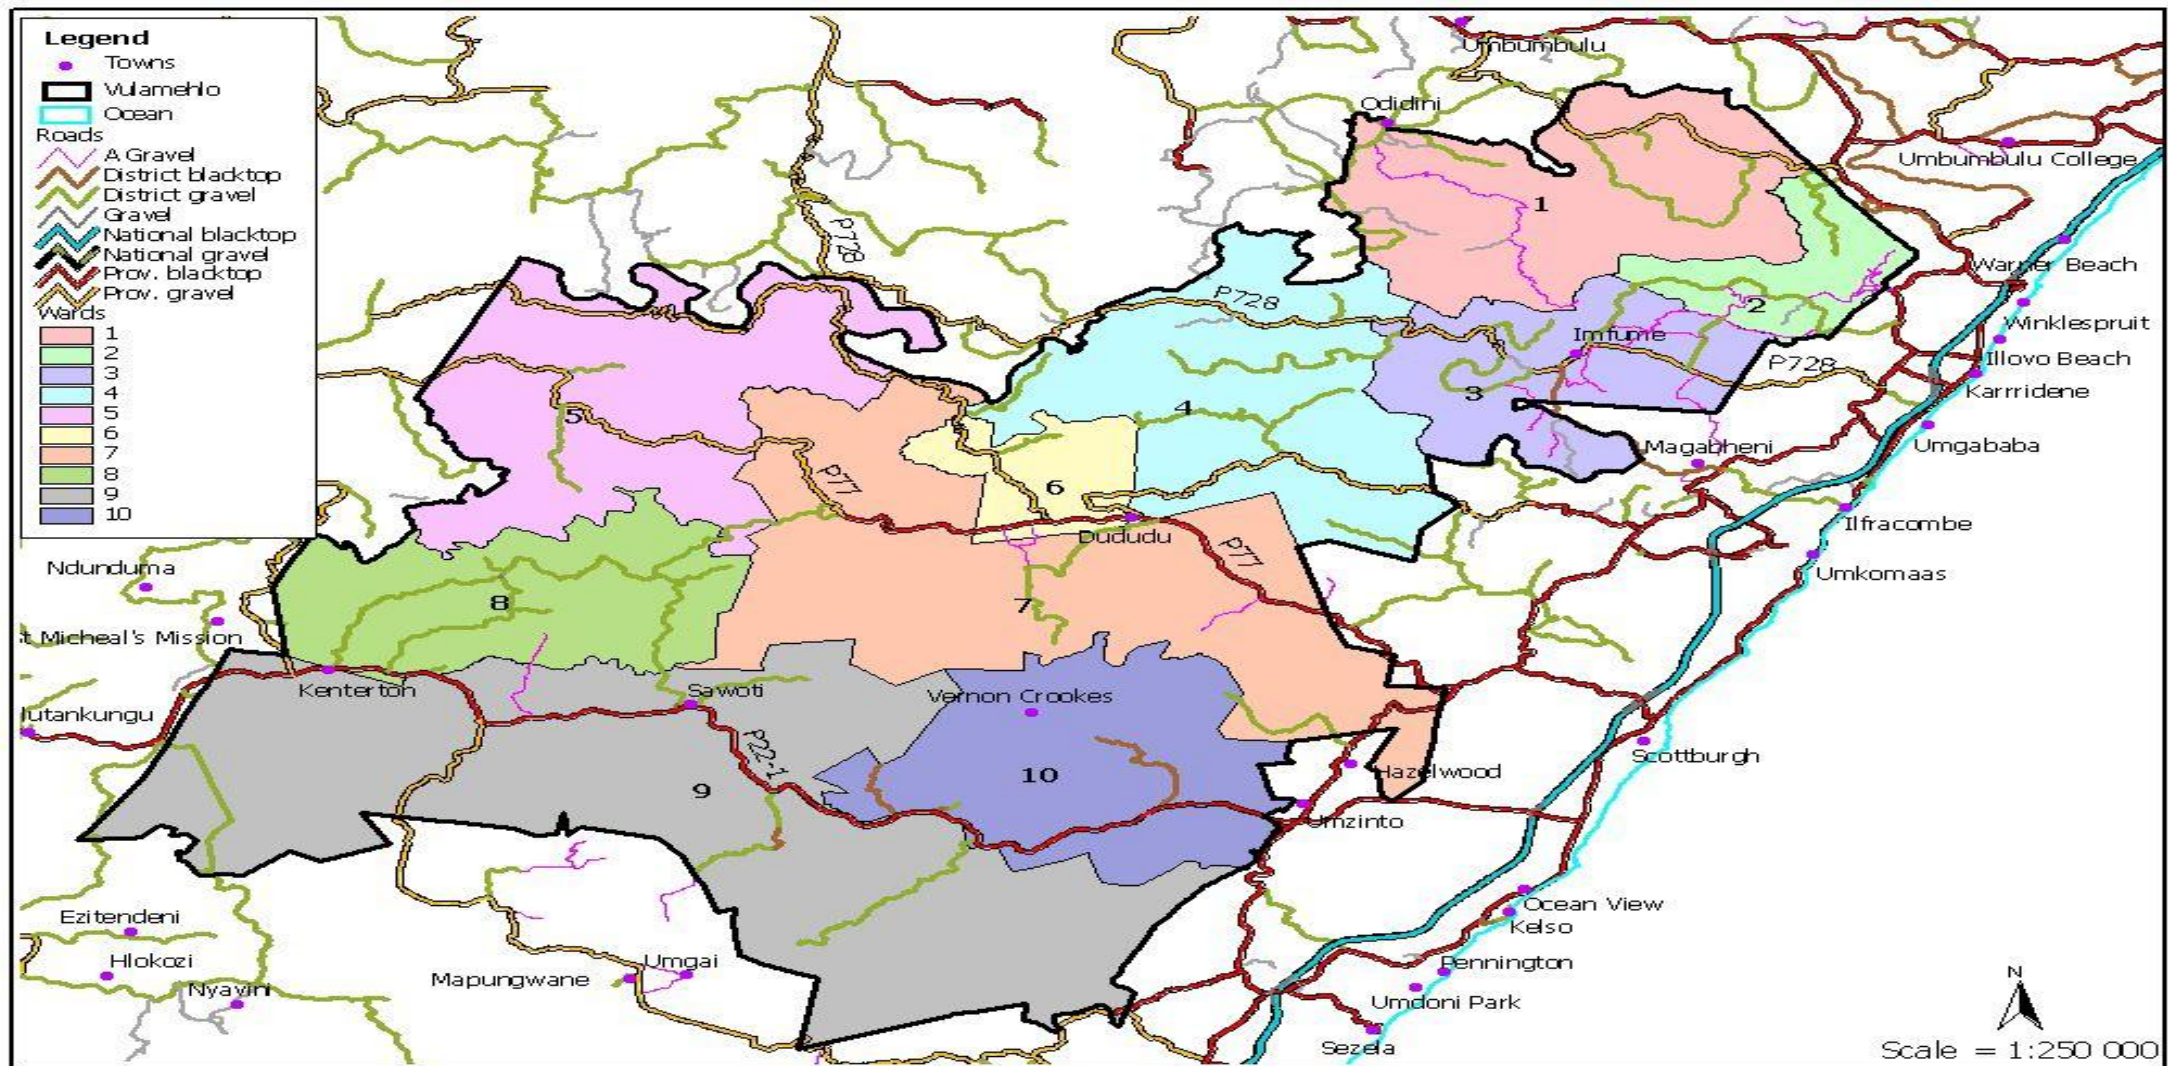 Legend
Towns
Vulamehlo
Ocean
Roads
A Gravel
District blacktop
District gravel
Gravel
National blacktop
National gravel
Prov. blacktop
Prov. gravel
Wards
1
2
3
4
5
6
7
8
9
10
Umbumbulu
Odidini
Umbumbulu College
1
P728
Warner Beach
P728
2
Winklespruit
Imfume
Illovo Beach
P728
Karrridene
3
4
5
Magabheni
Umgababa
P77
6
Ilfracombe
Dududu
P77
Ndunduma
Umkomaas
8
7
t Micheal's Mission
Kenterton
Sawoti
Vernon Crookes
lutankungu
P22-1
Scottburgh
10
Hazelwood
9
Umzinto
Ezitendeni
Ocean View
Kelso
Hlokozi
Umgai
Pennington
Mapungwane
Nyavini
Umdoni Park
N
Sezela
Scale = 1:250 000